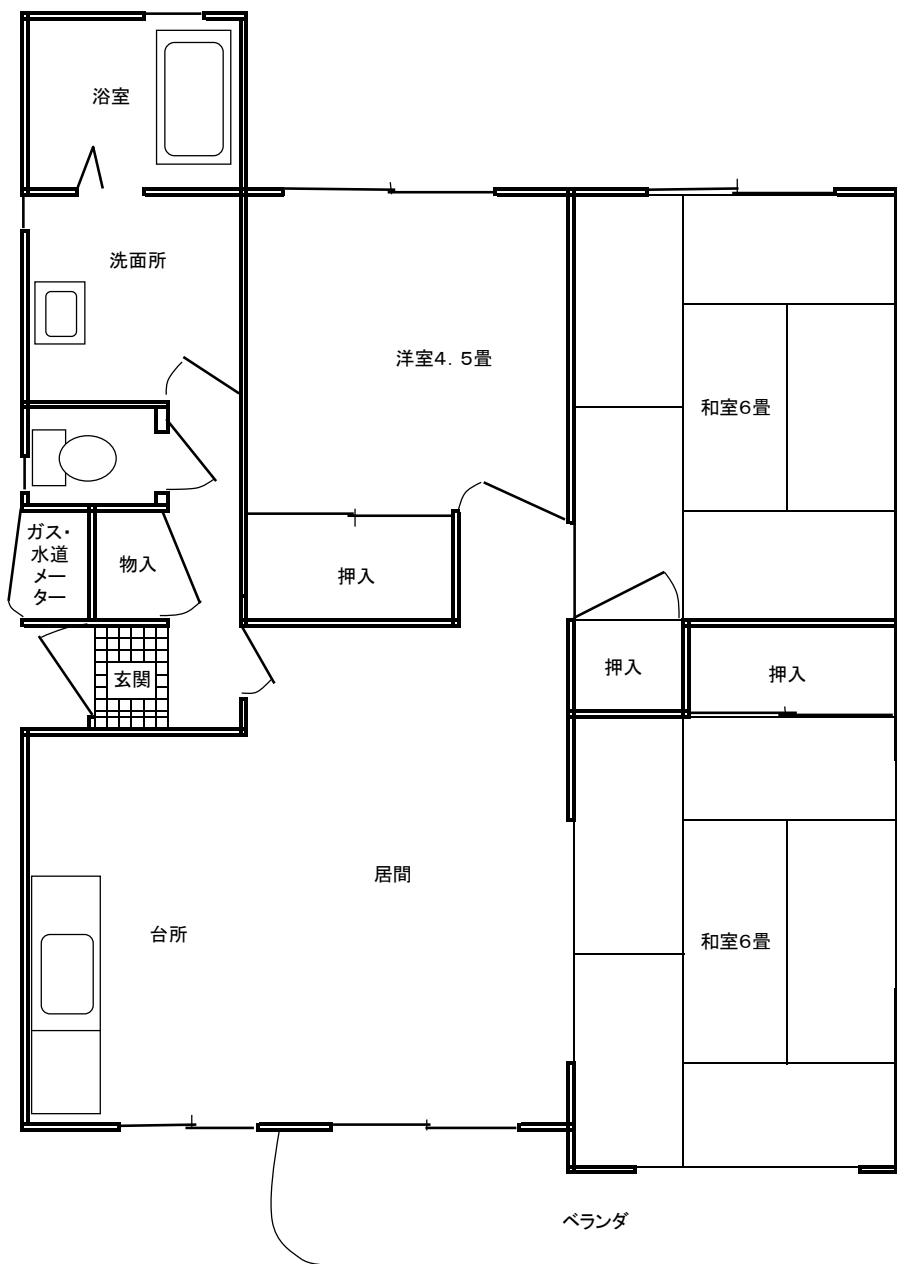 浴室
洗面所
洋室4．5畳
和室6畳
ガス・
水道
メー
ター
物入
押入
玄関
押入
押入
居間
台所
和室6畳
ベランダ